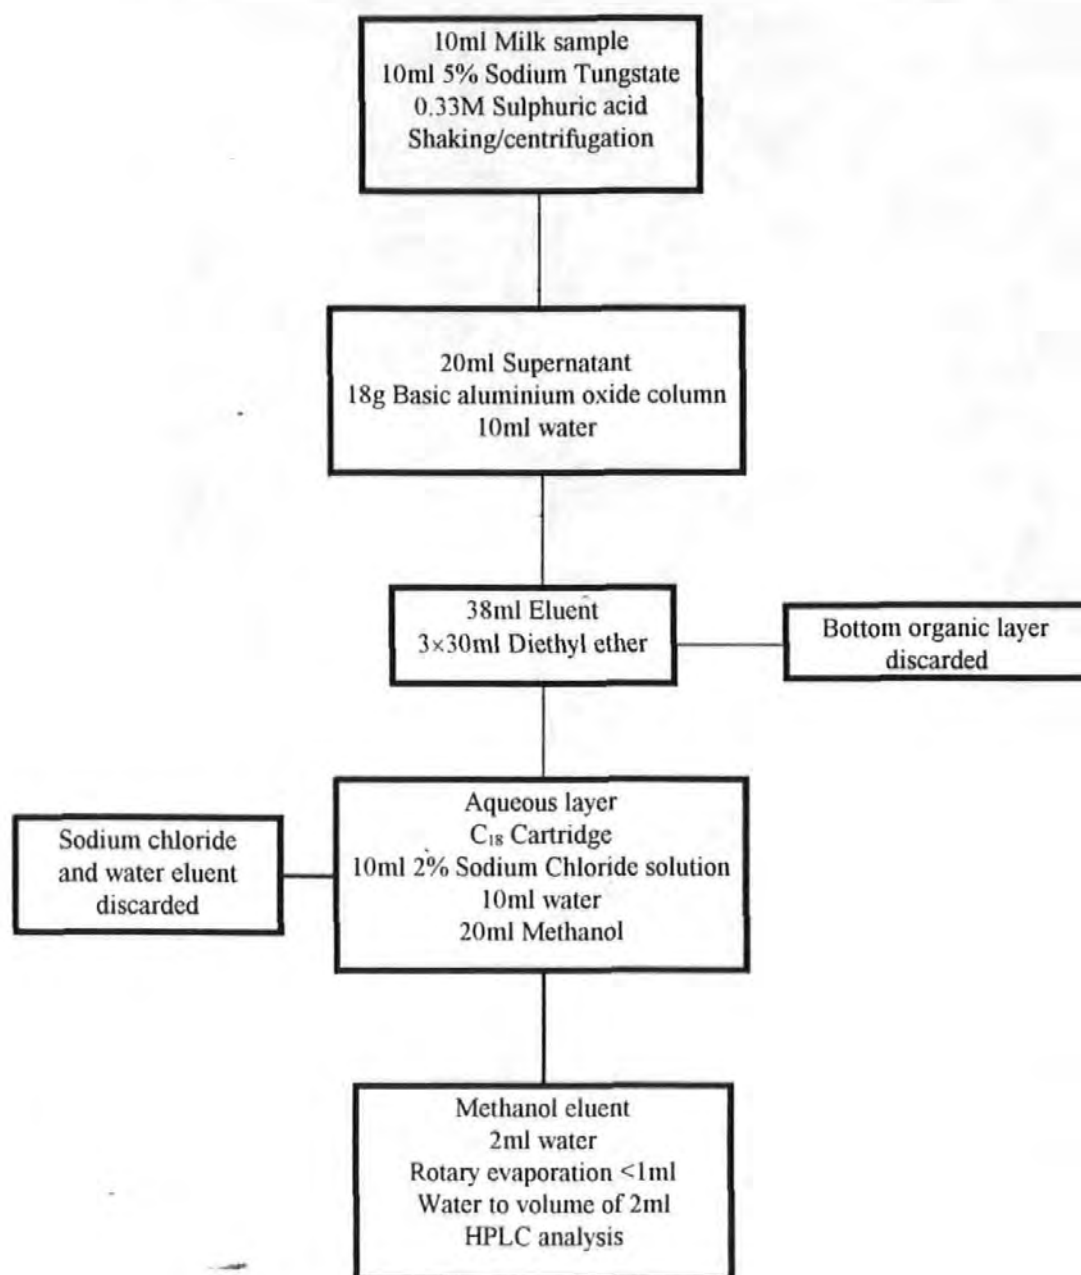 10ml Milk sample
10ml 5% Sodium Tungstate
0.33M Sulphuric acid
Shaking/centrifugation
20ml Supernatant
18g Basic aluminium oxide column
10ml water
38ml Eluent
3×30ml Diethyl ether
Bottom organic layer
discarded
Aqueous layer
C₁₈ Cartridge
10ml 2% Sodium Chloride solution
10ml water
20ml Methanol
Sodium chloride
and water eluent
discarded
Methanol eluent
2ml water
Rotary evaporation <1ml
Water to volume of 2ml
HPLC analysis